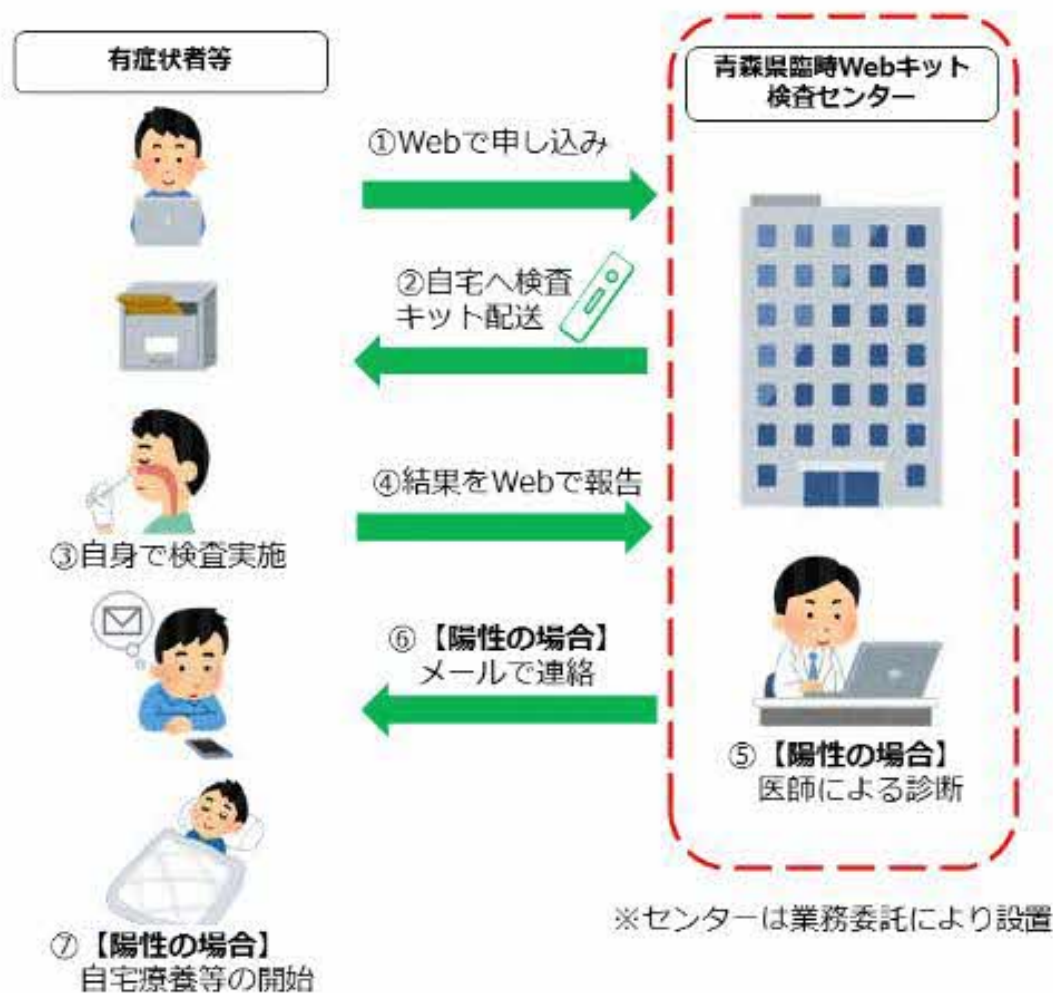 有症状者等
青森県臨時Webキット
検査センター
①Webで申し込み
②自宅へ検査
キット配送
③自身で検査実施
④結果をWebで報告
⑤【陽性の場合】
医師による診断
⑥【陽性の場合】
メールで連絡
⑦【陽性の場合】
自宅療養等の開始
※センターは業務委託により設置